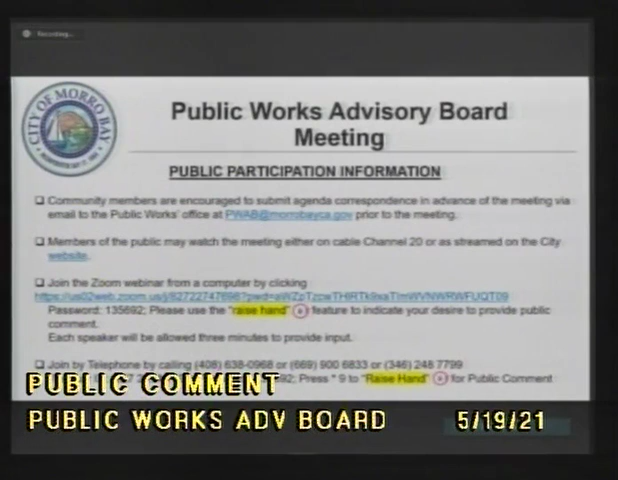 Recording...
CITY OF MORRO BAY
Public Works Advisory Board
Meeting
PUBLIC PARTICIPATION INFORMATION
❑ Community members are encouraged to submit agenda correspondence in advance of the meeting via
email to the Public Works' office at PWAB@morrobayca.gov prior to the meeting.
❑ Members of the public may watch the meeting either on cable Channel 20 or as streamed on the City
website.
❑ Join the Zoom webinar from a computer by clicking
Password: 135692; Please use the "raise hand" feature to indicate your desire to provide public
comment.
Each speaker will be allowed three minutes to provide input.
❑ Join by Telephone by calling (408) 638-0968 or (669) 900 6833 or (346) 248 7799
Press * 9 to "Raise Hand" for Public Comment
PUBLIC COMMENT
PUBLIC WORKS ADV BOARD 5/19/21